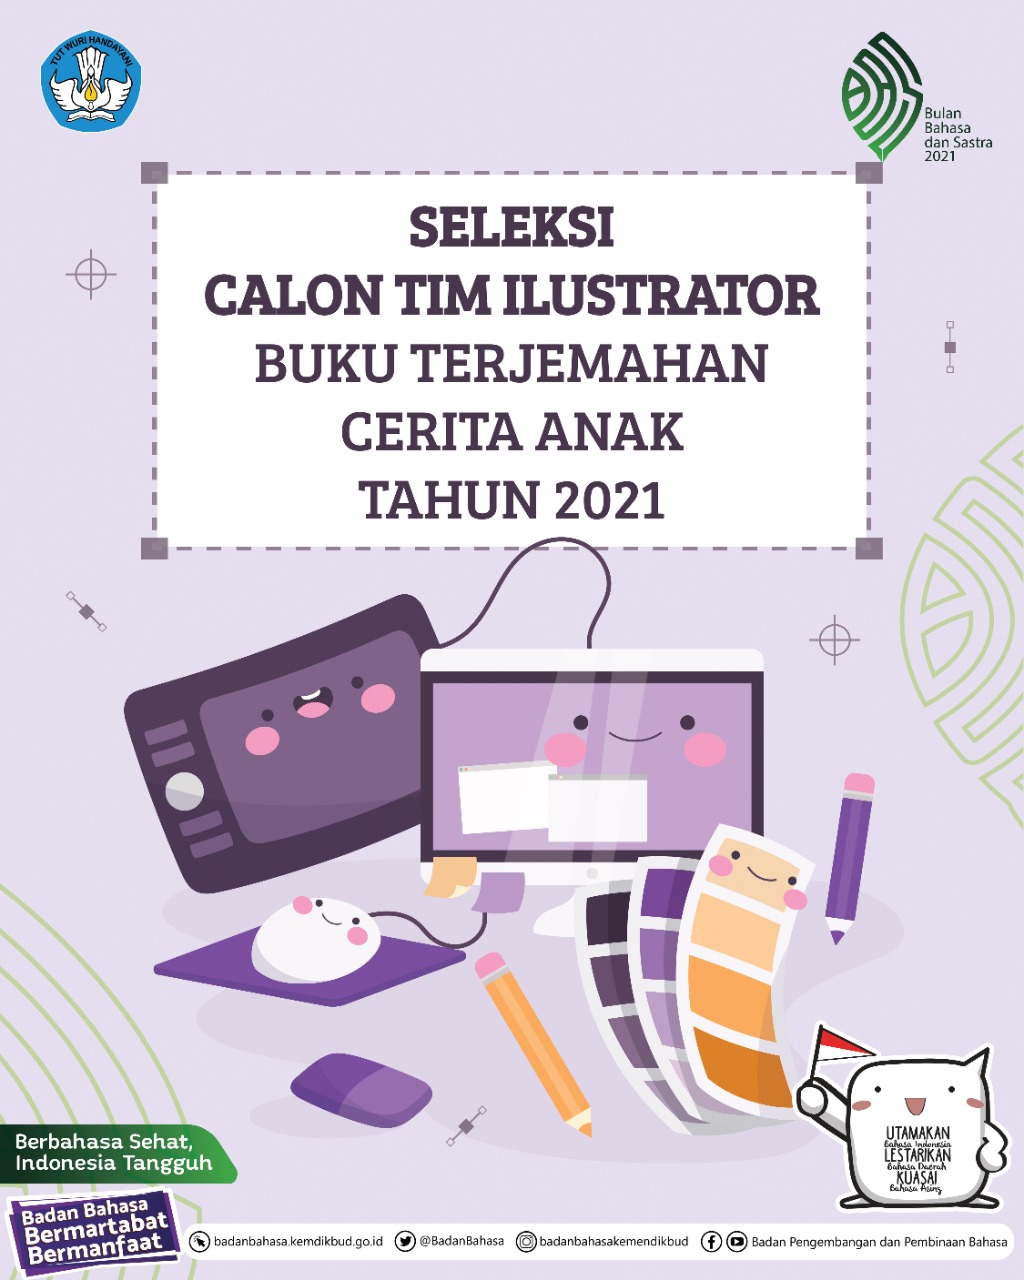 TUT WURI HANDAYANI
Bulan
Bahasa
dan Sastra
2021
SELEKSI
CALON TIM ILUSTRATOR
BUKU TERJEMAHAN
CERITA ANAK
TAHUN 2021
UTAMAKAN
Bahasa Indonesia
LESTARIKAN
Bahasa Daerah
KUASAI
Bahasa Asing
Berbahasa Sehat,
Indonesia Tangguh
Badan Bahasa
Bermartabat
Bermanfaat
badanbahasa.kemdikbud.go.id @BadanBahasa badanbahasakemendikbud Badan Pengembangan dan Pembinaan Bahasa